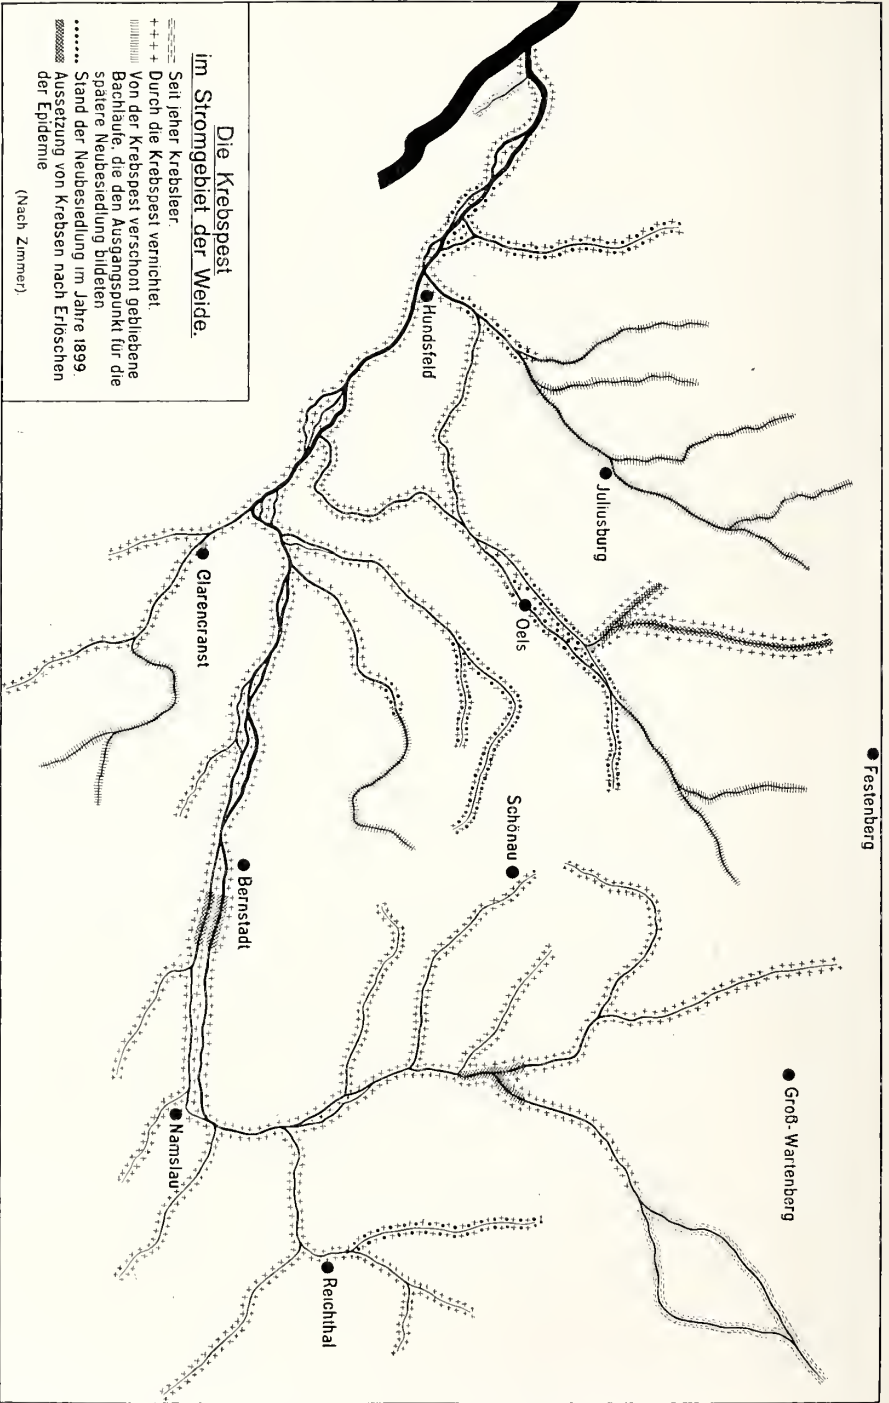 Die Krebspest
im Stromgebiet der Weide.
Seit jeher Krebsleer.
++++ Durch die Krebspest vernichtet.
Von der Krebspest verschont gebliebene
Bachläufe, die den Ausgangspunkt für die
spätere Neubesiedlung bildeten
Stand der Neubesiedlung im Jahre 1899.
Aussetzung von Krebsen nach Erlöschen
der Epidemie
(Nach Zimmer).
Hundsfeld
Juliusburg
Clarencranst
Oels
Festenberg
Schönau
Bernstadt
Groß-Wartenberg
Namslau
Reichthal